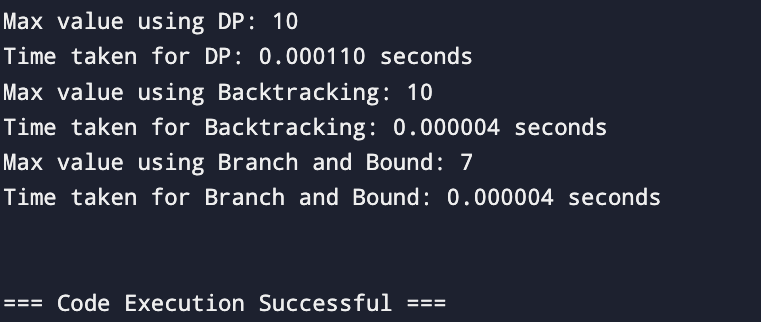 Max value using DP: 10
Time taken for DP: 0.000110 seconds
Max value using Backtracking: 10
Time taken for Backtracking: 0.000004 seconds
Max value using Branch and Bound: 7
Time taken for Branch and Bound: 0.000004 seconds
=== Code Execution Successful ===